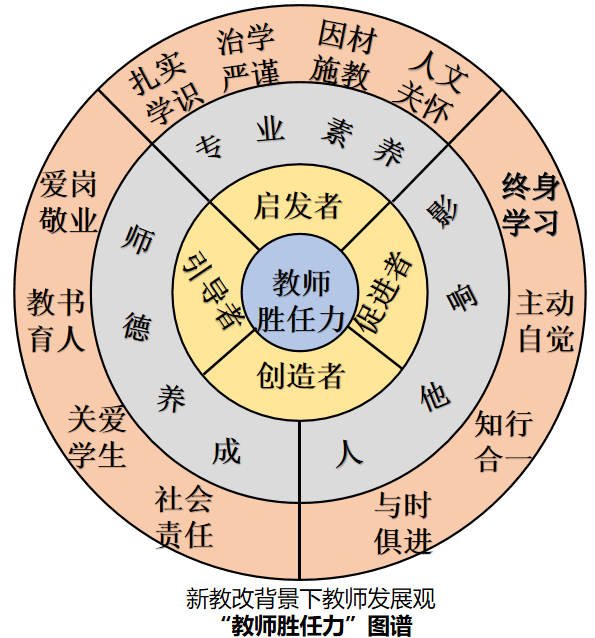 扎实
学识
治学
严谨
因材
施教
人文
关怀
专业素养
爱岗
敬业
教书
育人
关爱
学生
社会
责任
师德养成
终身
学习
主动
自觉
知行
合一
与时
俱进
影响他人
启发者
引导者
促进者
创造者
教师
胜任力
新教改背景下教师发展观
“教师胜任力”图谱